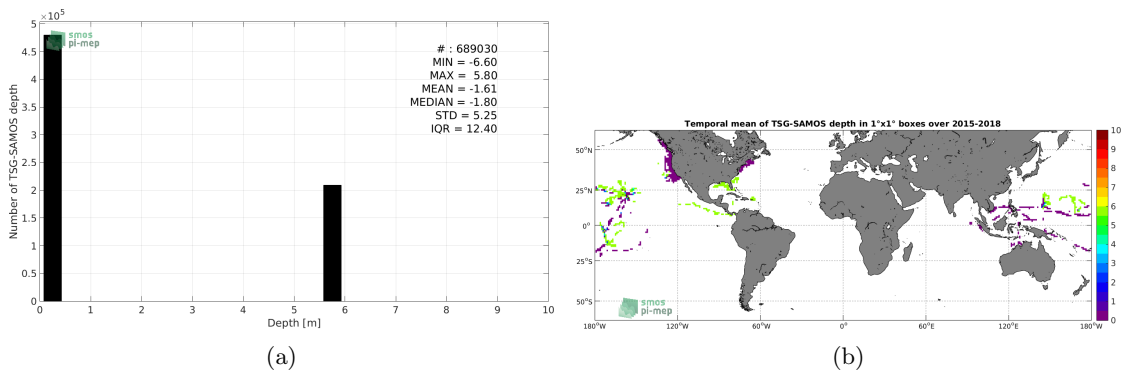 ×10⁵
5
4.5
4
3.5
3
2.5
2
1.5
1
0.5
0
Number of TSG-SAMOS depth
smos
pi-mep
# : 689030
MIN = -6.60
MAX = 5.80
MEAN = -1.61
MEDIAN = -1.80
STD = 5.25
IQR = 12.40
0 1 2 3 4 5 6 7 8 9 10
Depth [m]
(a)
Temporal mean of TSG-SAMOS depth in 1°x1° boxes over 2015-2018
50°N
25°N
0°
25°S
50°S
smos
pi-mep
180°W 120°W 60°W 0° 60°E 120°E 180°W
10
9
8
7
6
5
4
3
2
1
0
(b)